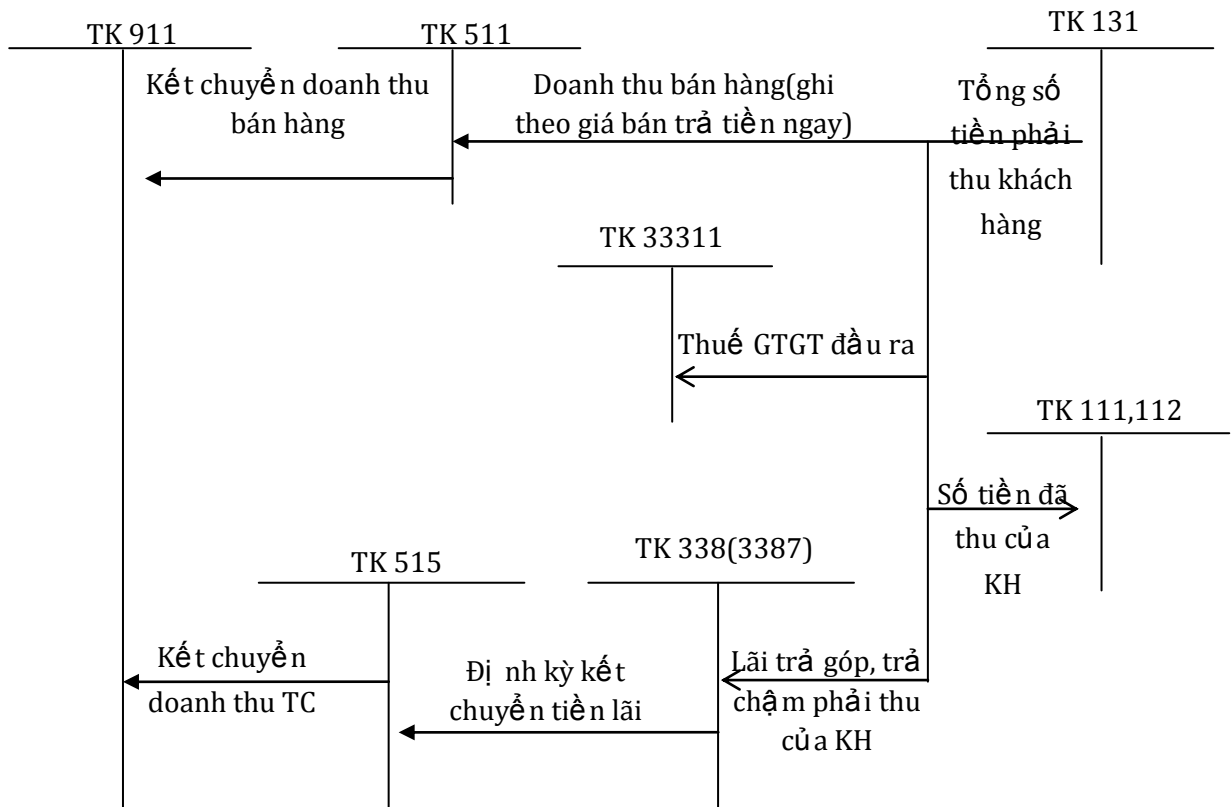 TK 911
TK 511
TK 131
Kết chuyển doanh thu
bán hàng
Doanh thu bán hàng(ghi
theo giá bán trả tiền ngay)
Tổng số
tiền phải
thu khách
hàng
TK 33311
Thuế GTGT đầu ra
TK 111,112
Số tiền đã
thu của
KH
TK 515
TK 338(3387)
Kết chuyển
doanh thu TC
Định kỳ kết
chuyển tiền lãi
Lãi trả góp, trả
chậm phải thu
của KH